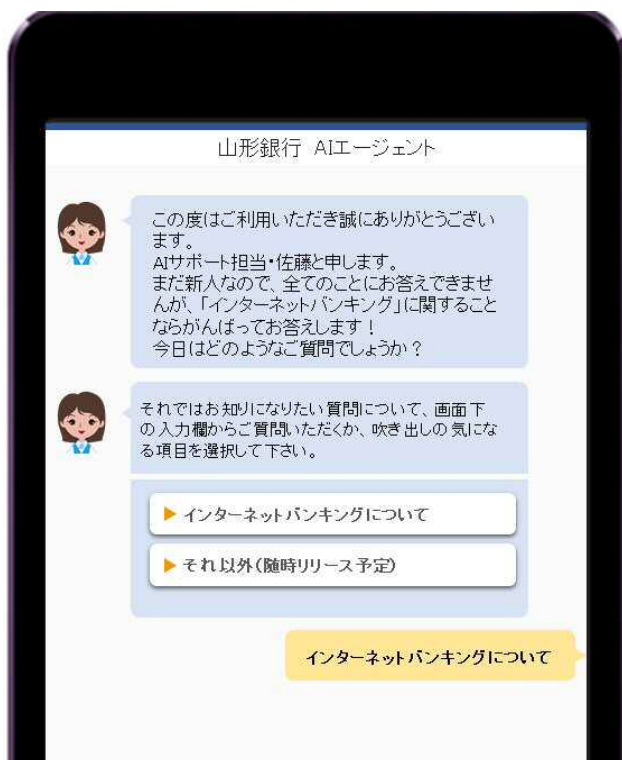 山形銀行 AIエージェント
この度はご利用いただき誠にありがとうござい
ます。
AIサポート担当・佐藤と申します。
まだ新人なので、全てのことにお答えできませ
んが、「インターネットバンキング」に関すること
ならがんばってお答えします！
今日はどのようなご質問でしょうか？
それではお知りになりたい質問について、画面下
の入力欄からご質問いただくか、吹き出しの気にな
る項目を選択して下さい。
インターネットバンキングについて
それ以外(随時リリース予定)
インターネットバンキングについて